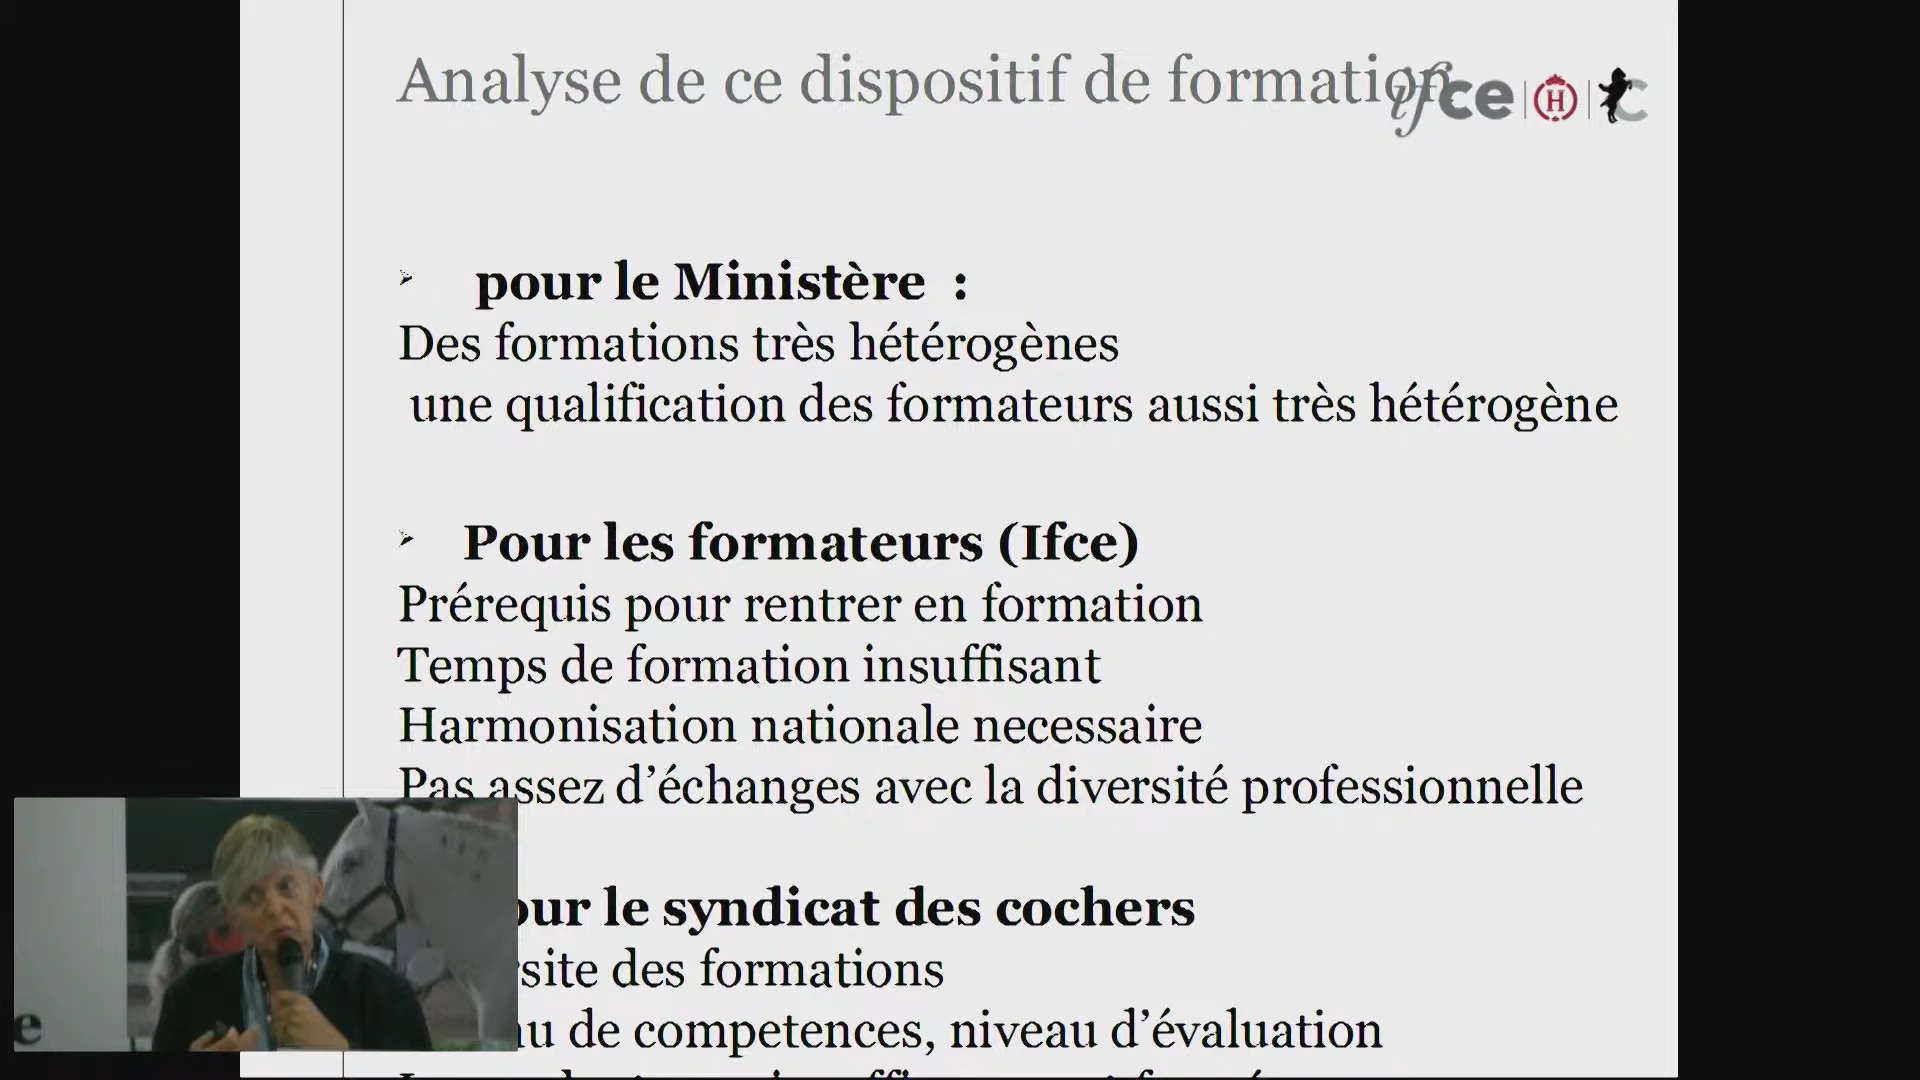 Analyse de ce dispositif de formation
ifce
H
C
➢ pour le Ministère :
Des formations très hétérogènes
une qualification des formateurs aussi très hétérogène
➢ Pour les formateurs (Ifce)
Prérequis pour rentrer en formation
Temps de formation insuffisant
Harmonisation nationale necessaire
Pas assez d’échanges avec la diversité professionnelle
our le syndicat des cochers
site des formations
au de competences, niveau d’évaluation
e